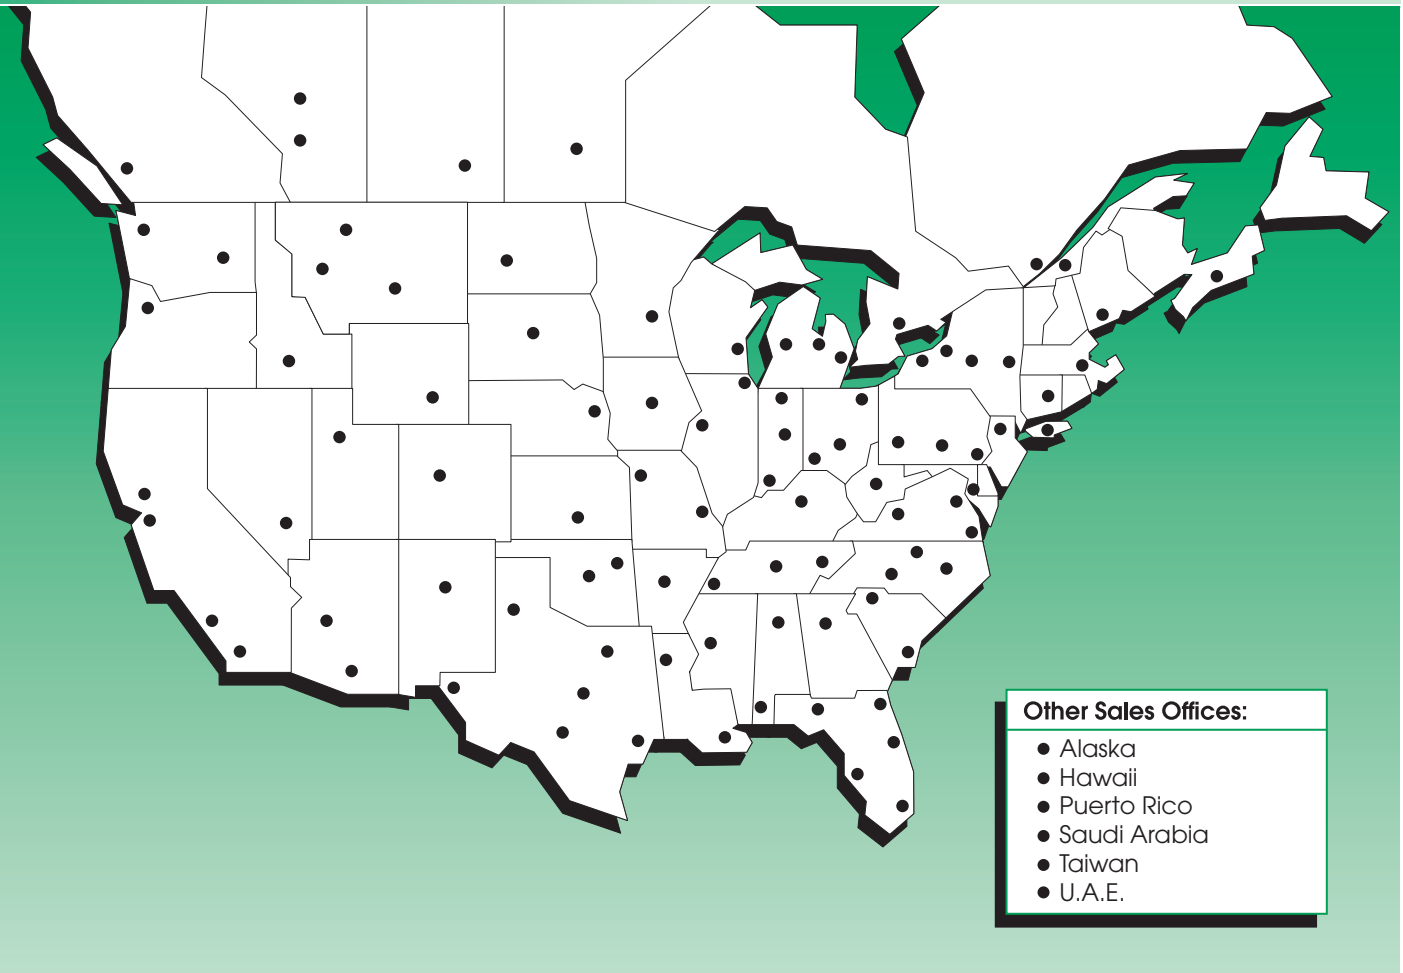 Other Sales Offices:
● Alaska
● Hawaii
● Puerto Rico
● Saudi Arabia
● Taiwan
● U.A.E.